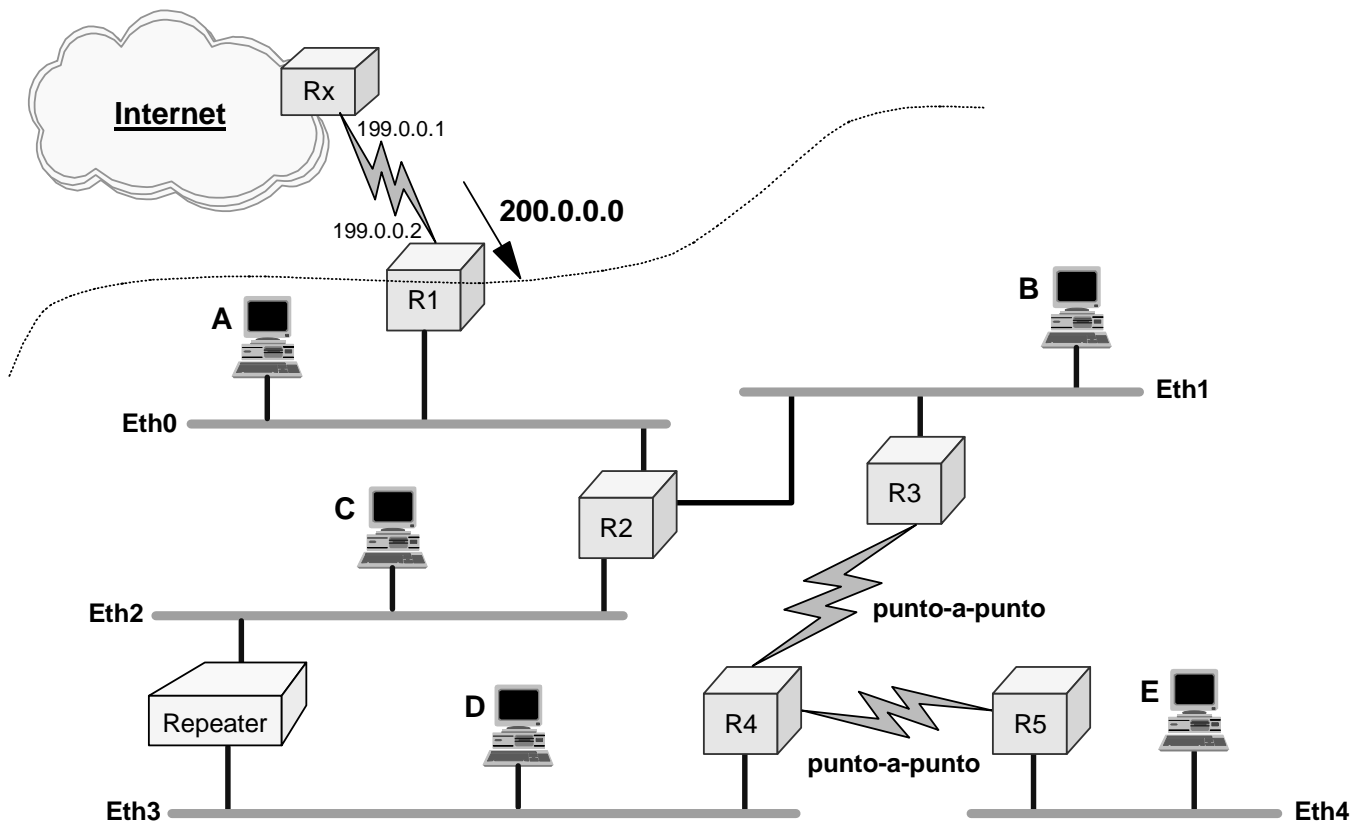 Rx
Internet
199.0.0.1
200.0.0.0
199.0.0.2
R1
A
B
Eth0
Eth1
R3
C
R2
Eth2
punto-a-punto
Repeater
D
R4
R5
E
punto-a-punto
Eth3
Eth4